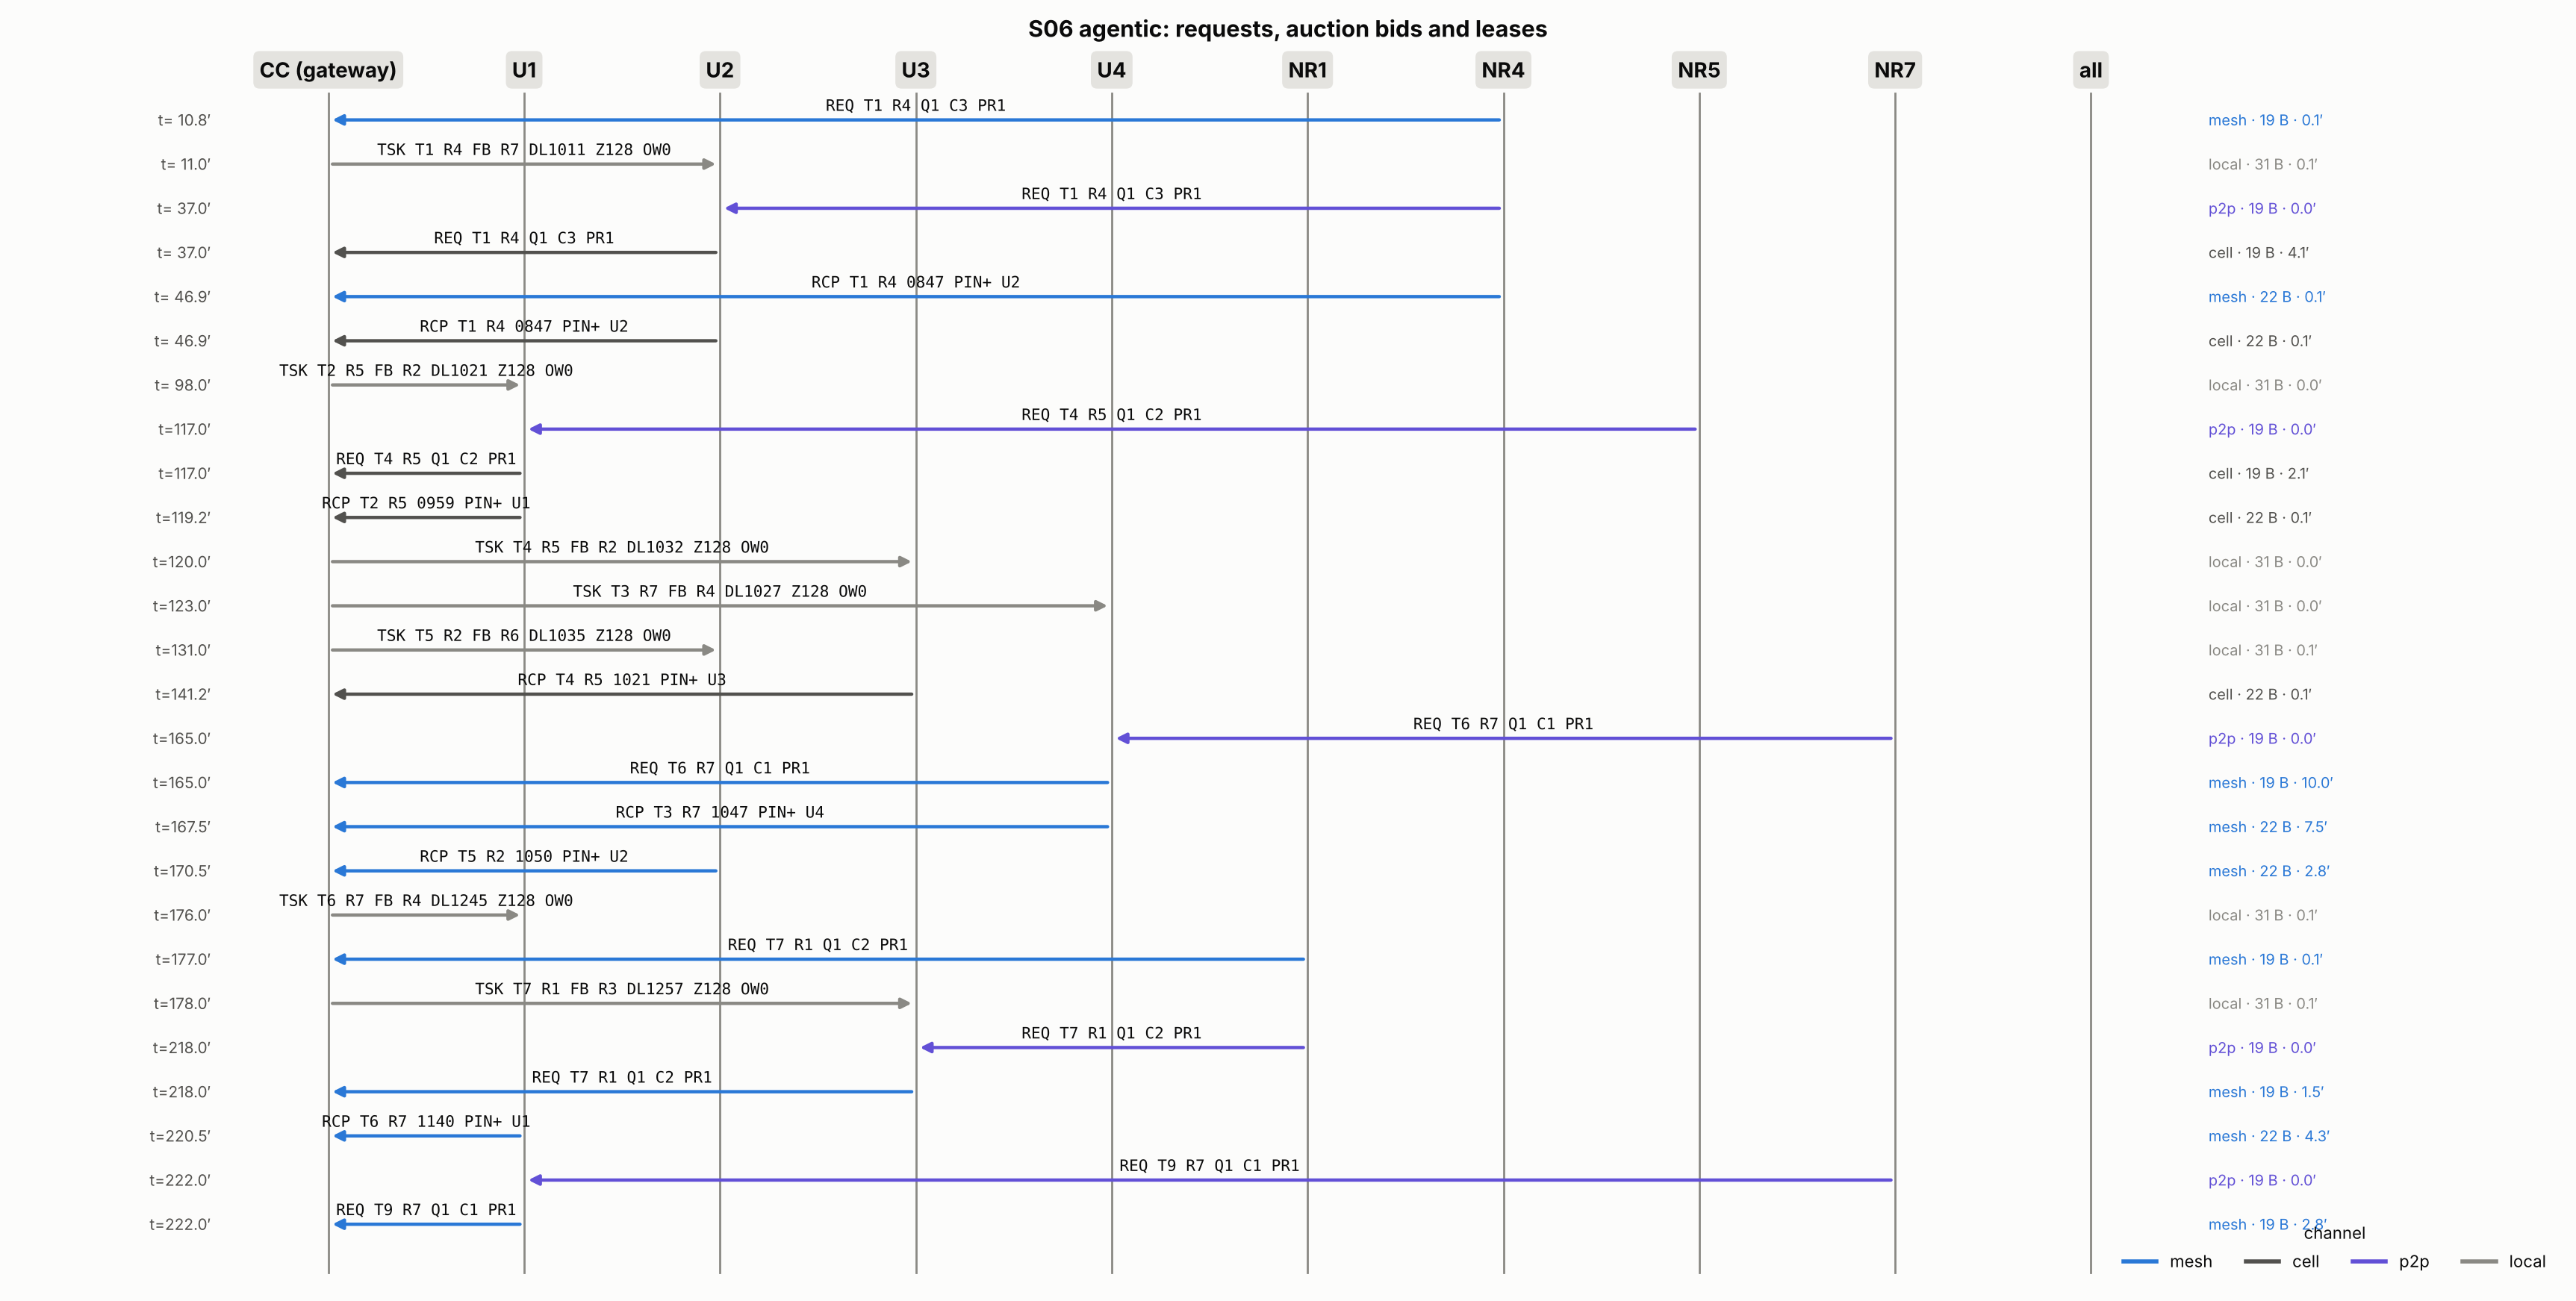 S06 agentic: requests, auction bids and leases
CC (gateway) U1 U2 U3 U4 NR1 NR4 NR5 NR7 all
REQ T1 R4 Q1 C3 PR1
t= 10.8′ mesh · 19 B · 0.1′
TSK T1 R4 FB R7 DL1011 Z128 OW0
t= 11.0′ local · 31 B · 0.1′
REQ T1 R4 Q1 C3 PR1
t= 37.0′ p2p · 19 B · 0.0′
REQ T1 R4 Q1 C3 PR1
t= 37.0′ cell · 19 B · 4.1′
RCP T1 R4 0847 PIN+ U2
t= 46.9′ mesh · 22 B · 0.1′
RCP T1 R4 0847 PIN+ U2
t= 46.9′ cell · 22 B · 0.1′
TSK T2 R5 FB R2 DL1021 Z128 OW0
t= 98.0′ local · 31 B · 0.0′
REQ T4 R5 Q1 C2 PR1
t=117.0′ p2p · 19 B · 0.0′
REQ T4 R5 Q1 C2 PR1
t=117.0′ cell · 19 B · 2.1′
RCP T2 R5 0959 PIN+ U1
t=119.2′ cell · 22 B · 0.1′
TSK T4 R5 FB R2 DL1032 Z128 OW0
t=120.0′ local · 31 B · 0.0′
TSK T3 R7 FB R4 DL1027 Z128 OW0
t=123.0′ local · 31 B · 0.0′
TSK T5 R2 FB R6 DL1035 Z128 OW0
t=131.0′ local · 31 B · 0.1′
RCP T4 R5 1021 PIN+ U3
t=141.2′ cell · 22 B · 0.1′
REQ T6 R7 Q1 C1 PR1
t=165.0′ p2p · 19 B · 0.0′
REQ T6 R7 Q1 C1 PR1
t=165.0′ mesh · 19 B · 10.0′
RCP T3 R7 1047 PIN+ U4
t=167.5′ mesh · 22 B · 7.5′
RCP T5 R2 1050 PIN+ U2
t=170.5′ mesh · 22 B · 2.8′
TSK T6 R7 FB R4 DL1245 Z128 OW0
t=176.0′ local · 31 B · 0.1′
REQ T7 R1 Q1 C2 PR1
t=177.0′ mesh · 19 B · 0.1′
TSK T7 R1 FB R3 DL1257 Z128 OW0
t=178.0′ local · 31 B · 0.1′
REQ T7 R1 Q1 C2 PR1
t=218.0′ p2p · 19 B · 0.0′
REQ T7 R1 Q1 C2 PR1
t=218.0′ mesh · 19 B · 1.5′
RCP T6 R7 1140 PIN+ U1
t=220.5′ mesh · 22 B · 4.3′
REQ T9 R7 Q1 C1 PR1
t=222.0′ p2p · 19 B · 0.0′
REQ T9 R7 Q1 C1 PR1
t=222.0′ mesh · 19 B · 2.8′
channel
mesh cell p2p local